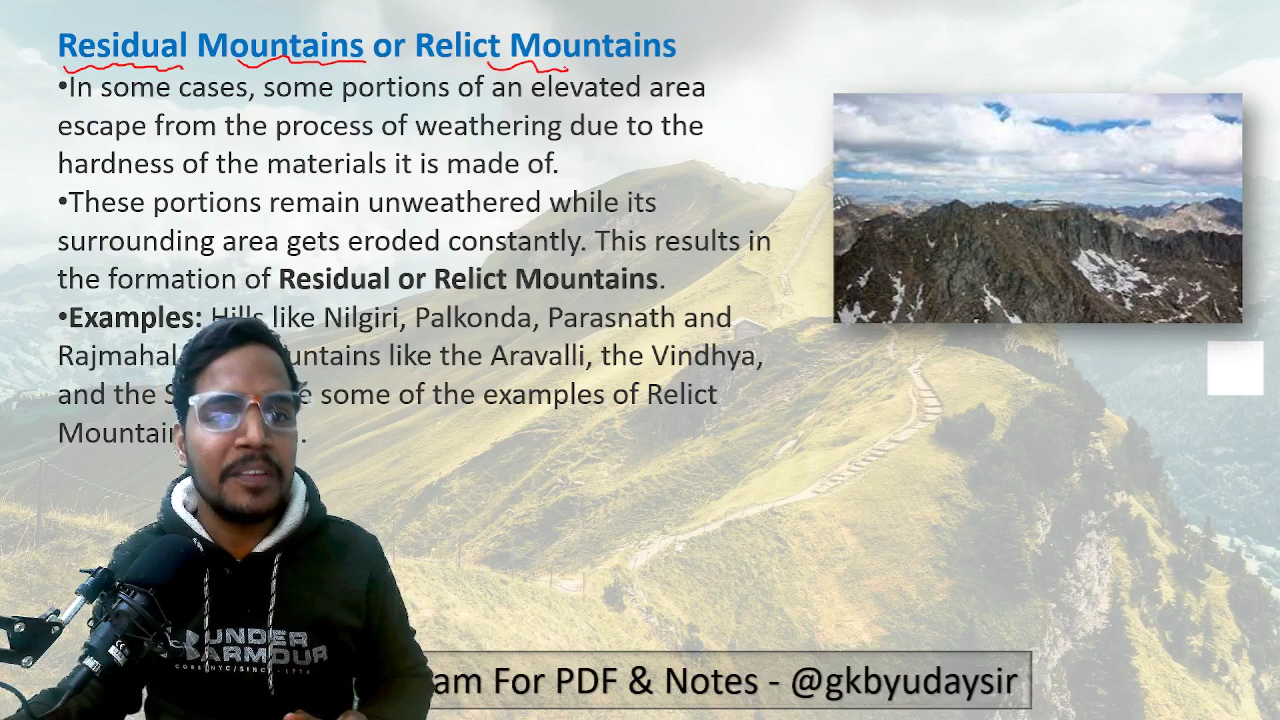 Residual Mountains or Relict Mountains
•In some cases, some portions of an elevated area
escape from the process of weathering due to the
hardness of the materials it is made of.
•These portions remain unweathered while its
surrounding area gets eroded constantly. This results in
the formation of Residual or Relict Mountains.
•Examples: Hills like Nilgiri, Palkonda, Parasnath and
Rajmahal like the Aravalli, the Vindhya,
and the some of the examples of Relict
UNDER
ARMOUR
For PDF & Notes - @gkbyudaysir